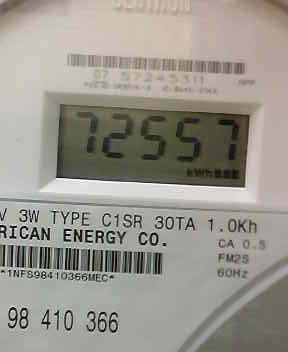 07 57245311
72557
kWh
V 3W TYPE C1SR 30TA 1.0Kh
RICAN ENERGY CO.
CA 0.5
FM2S
*1NFS98410366MEC*
60Hz
98 410 366